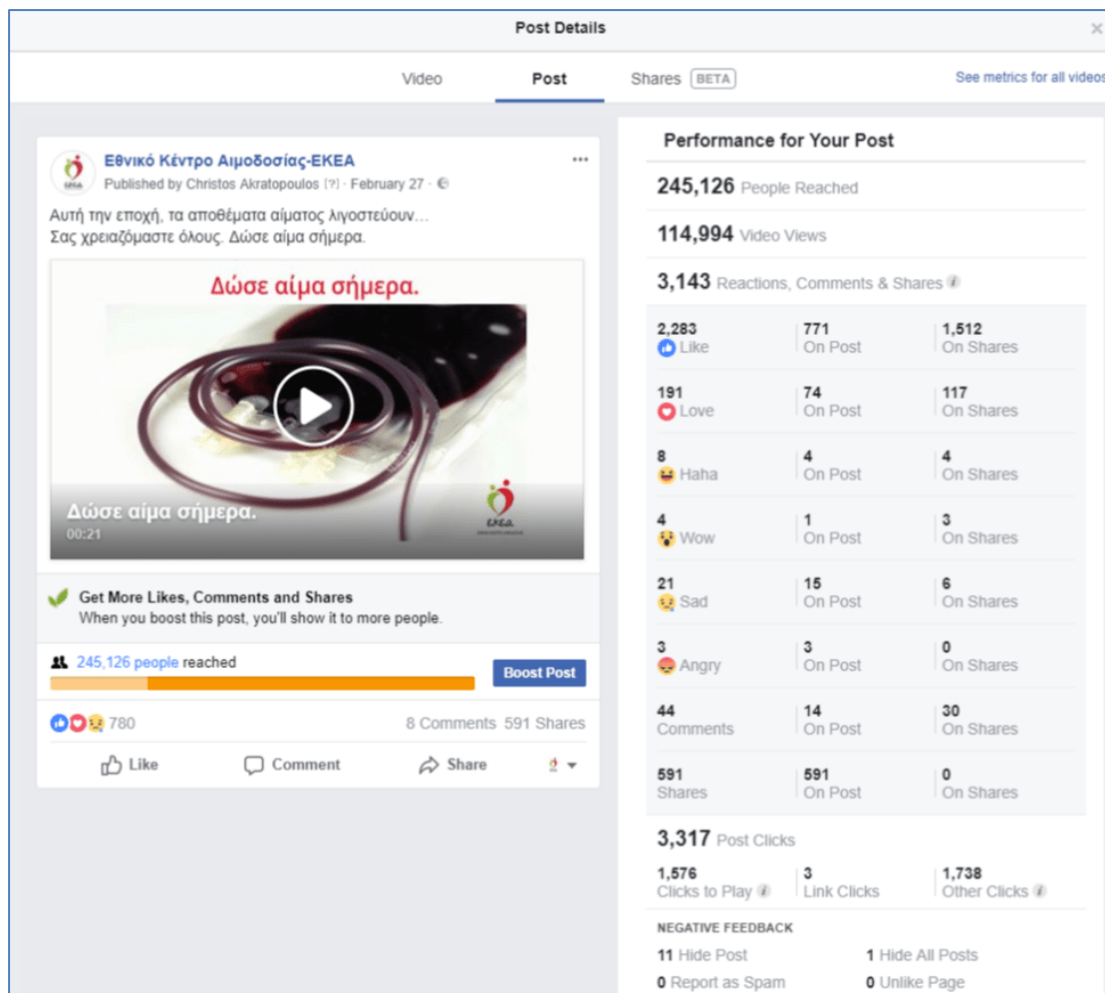 Post Details
Video Post Shares BETA See metrics for all videos
Εθνικό Κέντρο Αιμοδοσίας-ΕΚΕΑ
Published by Christos Akratopoulos [?] · February 27 ·
Αυτή την εποχή, τα αποθέματα αίματος λιγοστεύουν...
Σας χρειαζόμαστε όλους. Δώσε αίμα σήμερα.
Δώσε αίμα σήμερα.
Δώσε αίμα σήμερα.
00:21
ΕΚΕΑ
Get More Likes, Comments and Shares
When you boost this post, you'll show it to more people.
245,126 people reached
Boost Post
780 8 Comments 591 Shares
Like Comment Share
Performance for Your Post
245,126 People Reached
114,994 Video Views
3,143 Reactions, Comments & Shares
2,283 771 1,512
Like On Post On Shares
191 74 117
Love On Post On Shares
8 4 4
Haha On Post On Shares
4 1 3
Wow On Post On Shares
21 15 6
Sad On Post On Shares
3 3 0
Angry On Post On Shares
44 14 30
Comments On Post On Shares
591 591 0
Shares On Post On Shares
3,317 Post Clicks
1,576 3 1,738
Clicks to Play Link Clicks Other Clicks
NEGATIVE FEEDBACK
11 Hide Post 1 Hide All Posts
0 Report as Spam 0 Unlike Page